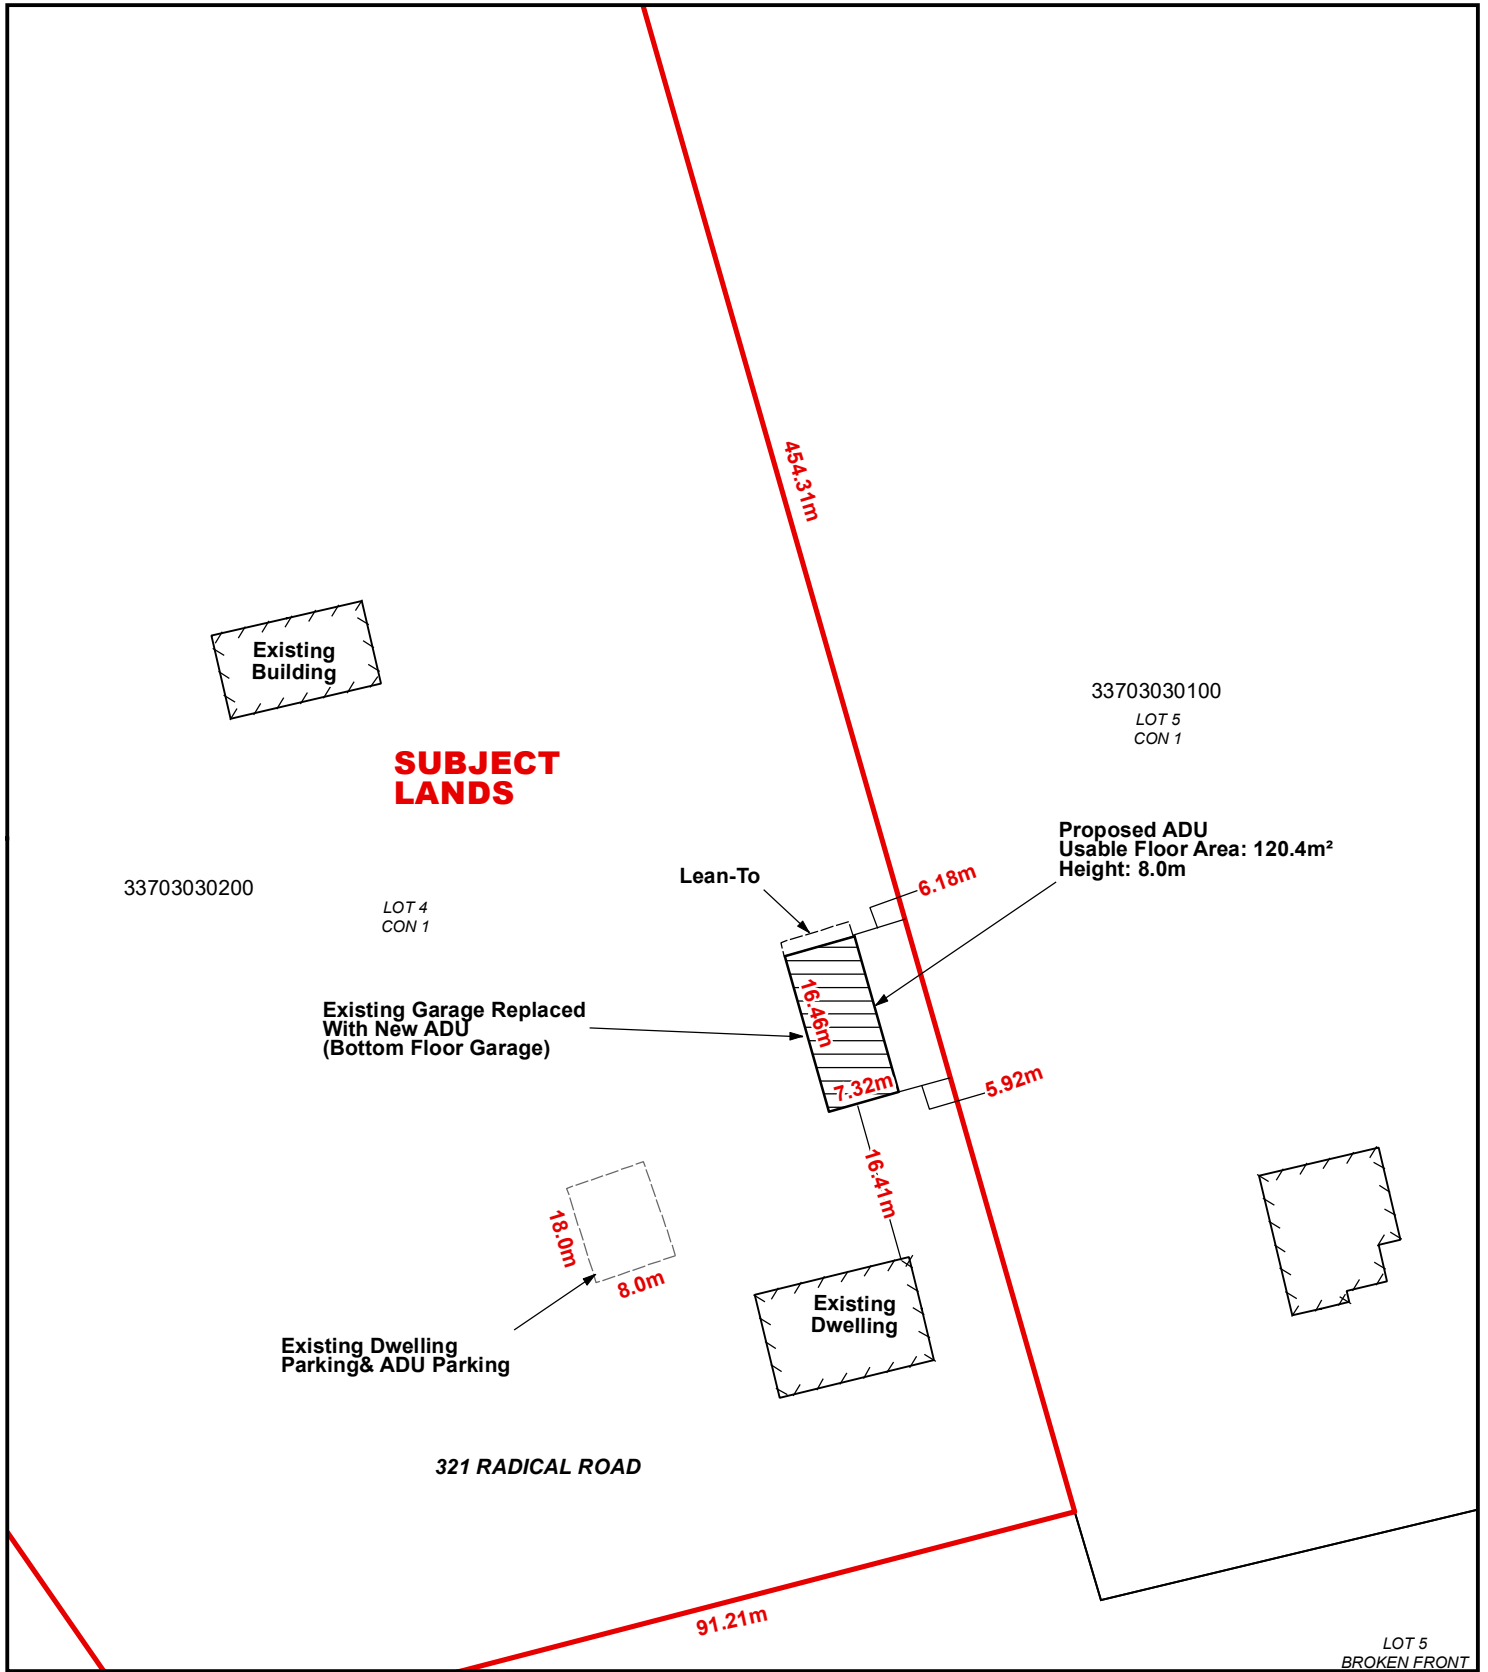 454.31m
Existing
Building
33703030100
LOT 5
CON 1
SUBJECT
LANDS
Proposed ADU
Usable Floor Area: 120.4m²
Height: 8.0m
Lean-To
6.18m
33703030200
LOT 4
CON 1
Existing Garage Replaced
With New ADU
(Bottom Floor Garage)
16.46m
7.32m
5.92m
16.41m
18.0m
8.0m
Existing
Dwelling
Existing Dwelling
Parking& ADU Parking
321 RADICAL ROAD
91.21m
LOT 5
BROKEN FRONT